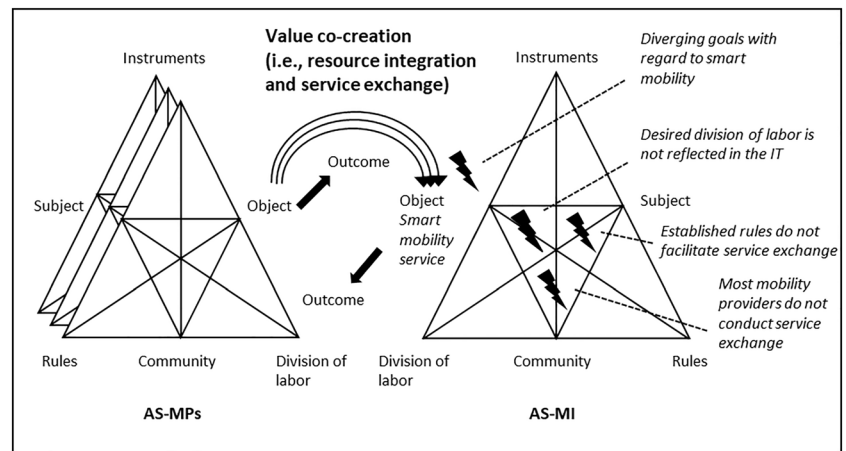 Value co-creation
(i.e., resource integration
and service exchange)
Instruments
Subject
Object
Outcome
Rules
Community
Division of
labor
AS-MPs
Instruments
Object
Smart
mobility
service
Outcome
Subject
Division of
labor
Community
Rules
AS-MI
Diverging goals with
regard to smart
mobility
Desired division of labor is
not reflected in the IT
Established rules do not
facilitate service exchange
Most mobility
providers do not
conduct service
exchange